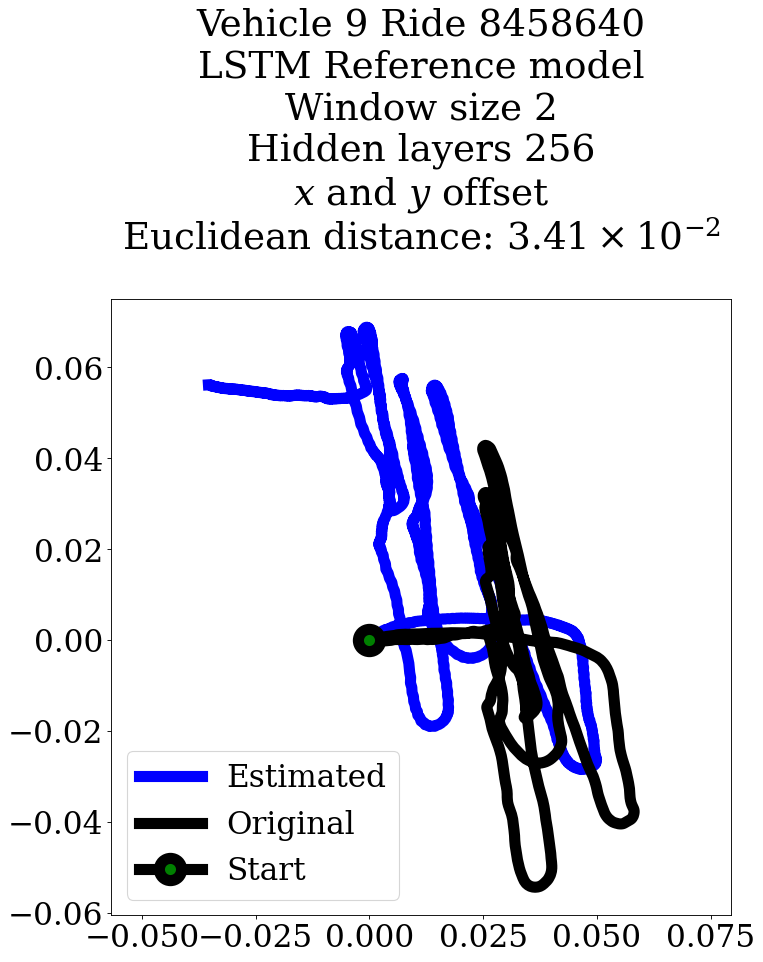 Vehicle 9 Ride 8458640
LSTM Reference model
Window size 2
Hidden layers 256
x and y offset
Euclidean distance: 3.41 × 10⁻²
0.06
0.04
0.02
0.00
−0.02
−0.04
−0.06
Estimated
Original
Start
−0.050 −0.025 0.000 0.025 0.050 0.075